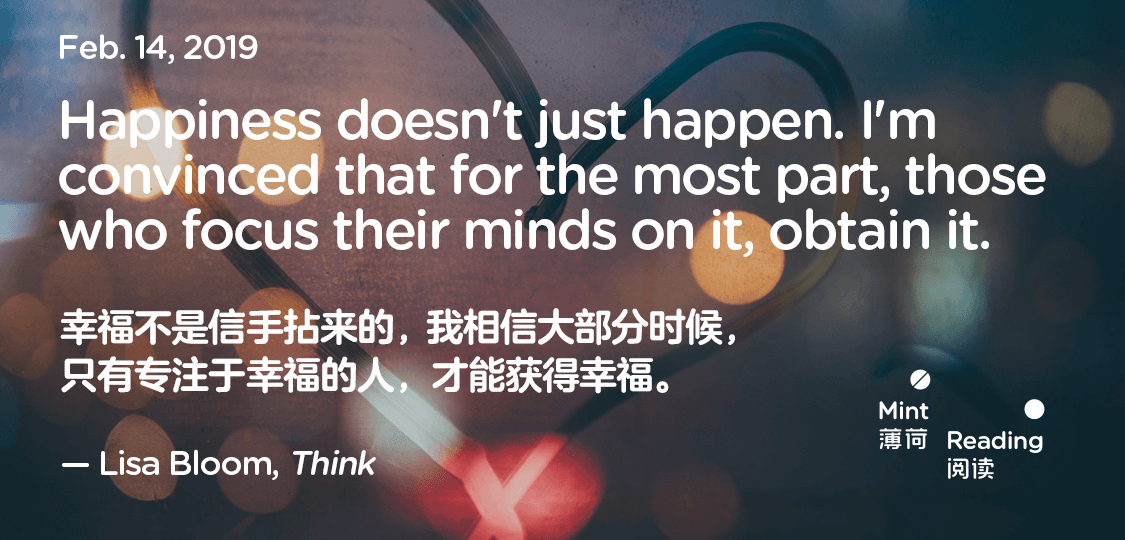 Feb. 14, 2019
Happiness doesn't just happen. I'm
convinced that for the most part, those
who focus their minds on it, obtain it.
幸福不是信手拈来的，我相信大部分时候，
只有专注于幸福的人，才能获得幸福。
— Lisa Bloom, Think
Mint
薄荷
Reading
阅读